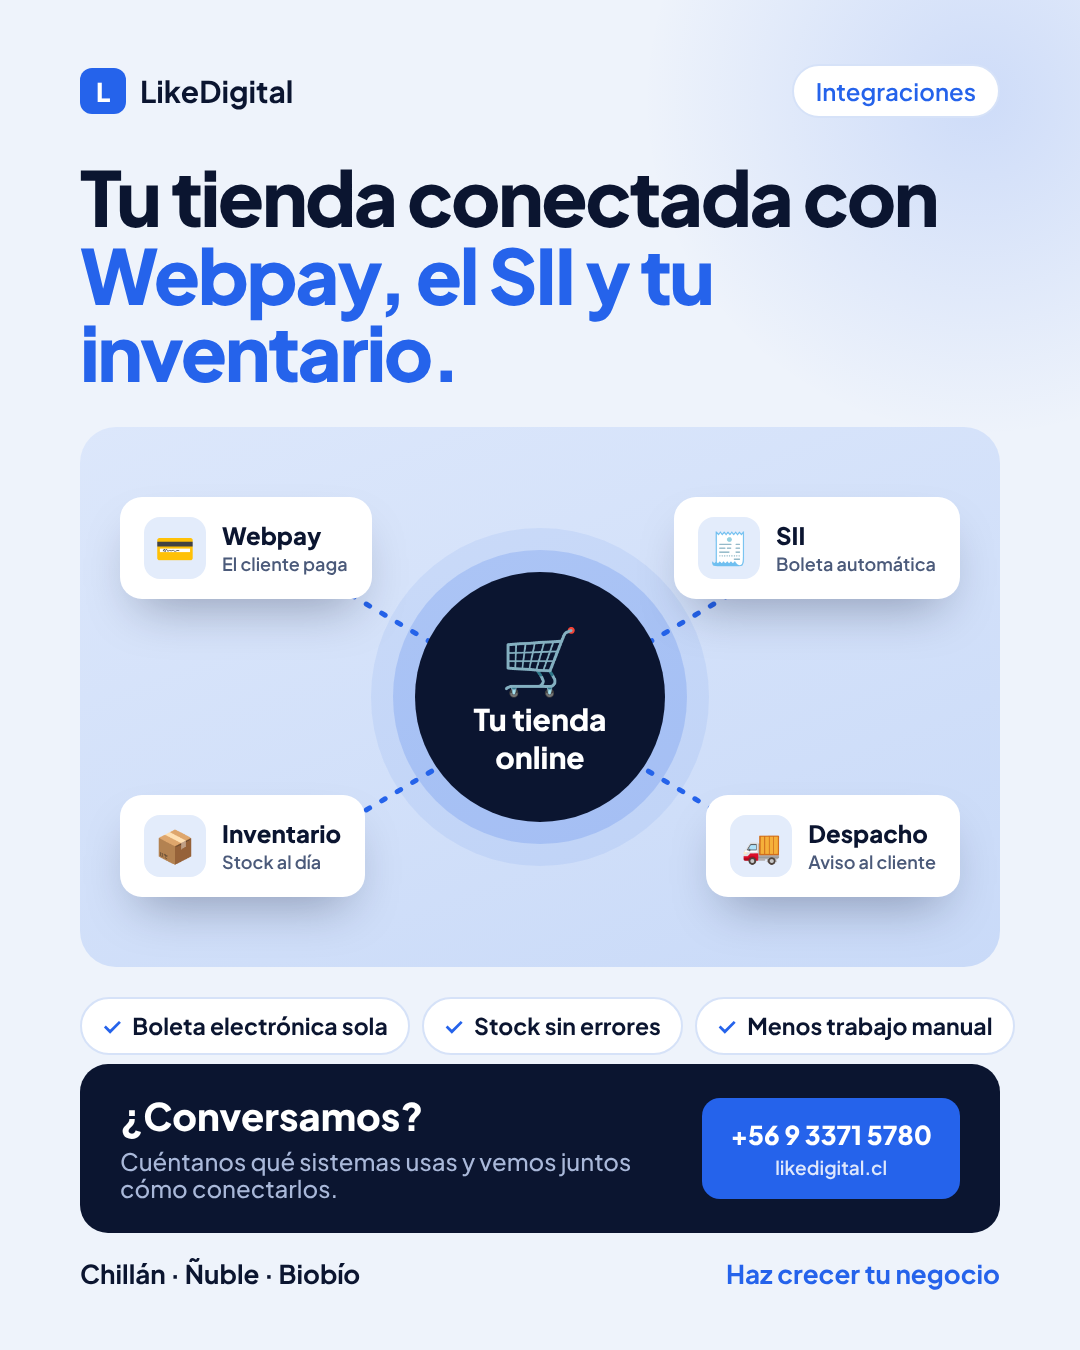 L LikeDigital
Integraciones
Tu tienda conectada con
Webpay, el SII y tu
inventario.
Webpay
El cliente paga
SII
Boleta automática
Tu tienda
online
Inventario
Stock al día
Despacho
Aviso al cliente
Boleta electrónica sola
Stock sin errores
Menos trabajo manual
¿Conversamos?
Cuéntanos qué sistemas usas y vemos juntos
cómo conectarlos.
+56 9 3371 5780
likedigital.cl
Chillán · Ñuble · Biobío
Haz crecer tu negocio